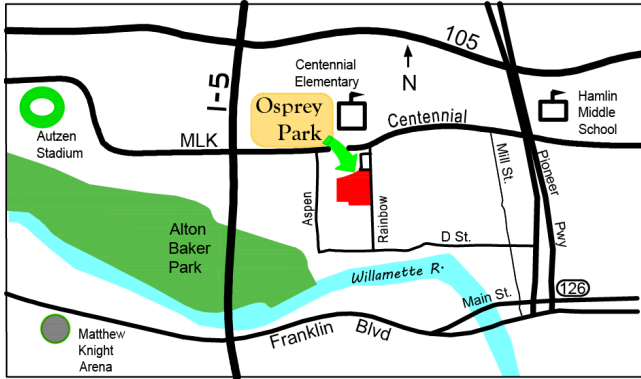 105
Centennial
Elementary
N
I-5
Osprey
Park
Centennial
Hamlin
Middle
School
Autzen
Stadium
MLK
Mill St.
Pioneer
Pwy
Aspen
Rainbow
Alton
Baker
Park
D St.
Willamette R.
126
Main St.
Franklin Blvd
Matthew
Knight
Arena